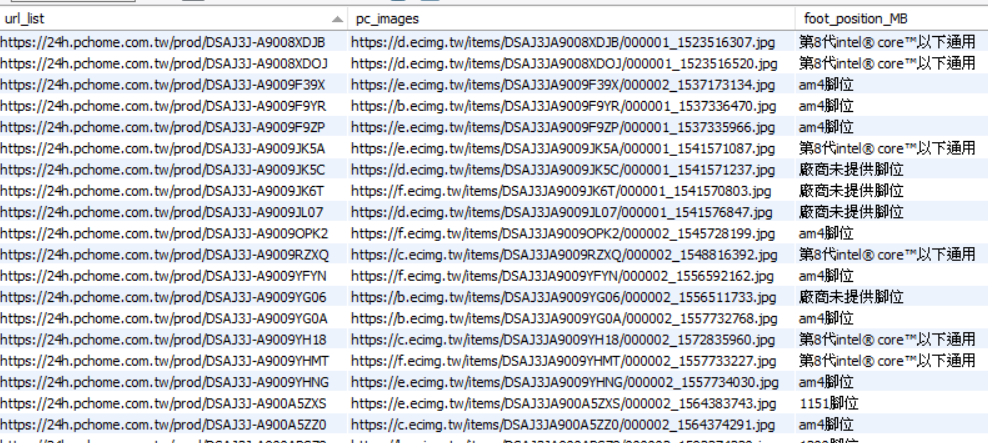 url_list pc_images foot_position_MB
https://24h.pchome.com.tw/prod/DSAJ3J-A9008XDJB https://d.ecimg.tw/items/DSAJ3JA9008XDJB/000001_1523516307.jpg 第8代intel® core™以下通用
https://24h.pchome.com.tw/prod/DSAJ3J-A9008XDOJ https://d.ecimg.tw/items/DSAJ3JA9008XDOJ/000001_1523516520.jpg 第8代intel® core™以下通用
https://24h.pchome.com.tw/prod/DSAJ3J-A9009F39X https://e.ecimg.tw/items/DSAJ3JA9009F39X/000002_1537173134.jpg am4腳位
https://24h.pchome.com.tw/prod/DSAJ3J-A9009F9YR https://b.ecimg.tw/items/DSAJ3JA9009F9YR/000001_1537336470.jpg am4腳位
https://24h.pchome.com.tw/prod/DSAJ3J-A9009F9ZP https://e.ecimg.tw/items/DSAJ3JA9009F9ZP/000001_1537335966.jpg am4腳位
https://24h.pchome.com.tw/prod/DSAJ3J-A9009JK5A https://e.ecimg.tw/items/DSAJ3JA9009JK5A/000001_1541571087.jpg 第8代intel® core™以下通用
https://24h.pchome.com.tw/prod/DSAJ3J-A9009JK5C https://d.ecimg.tw/items/DSAJ3JA9009JK5C/000001_1541571237.jpg 廠商未提供腳位
https://24h.pchome.com.tw/prod/DSAJ3J-A9009JK6T https://f.ecimg.tw/items/DSAJ3JA9009JK6T/000001_1541570803.jpg 廠商未提供腳位
https://24h.pchome.com.tw/prod/DSAJ3J-A9009JL07 https://d.ecimg.tw/items/DSAJ3JA9009JL07/000001_1541576847.jpg 廠商未提供腳位
https://24h.pchome.com.tw/prod/DSAJ3J-A9009OPK2 https://f.ecimg.tw/items/DSAJ3JA9009OPK2/000002_1545728199.jpg am4腳位
https://24h.pchome.com.tw/prod/DSAJ3J-A9009RZXQ https://c.ecimg.tw/items/DSAJ3JA9009RZXQ/000002_1548816392.jpg 第8代intel® core™以下通用
https://24h.pchome.com.tw/prod/DSAJ3J-A9009YFYN https://f.ecimg.tw/items/DSAJ3JA9009YFYN/000002_1556592162.jpg am4腳位
https://24h.pchome.com.tw/prod/DSAJ3J-A9009YG06 https://b.ecimg.tw/items/DSAJ3JA9009YG06/000002_1556511733.jpg 廠商未提供腳位
https://24h.pchome.com.tw/prod/DSAJ3J-A9009YG0A https://b.ecimg.tw/items/DSAJ3JA9009YG0A/000002_1557732768.jpg am4腳位
https://24h.pchome.com.tw/prod/DSAJ3J-A9009YH18 https://c.ecimg.tw/items/DSAJ3JA9009YH18/000002_1572835960.jpg 第8代intel® core™以下通用
https://24h.pchome.com.tw/prod/DSAJ3J-A9009YHMT https://f.ecimg.tw/items/DSAJ3JA9009YHMT/000002_1557733227.jpg 第8代intel® core™以下通用
https://24h.pchome.com.tw/prod/DSAJ3J-A9009YHNG https://e.ecimg.tw/items/DSAJ3JA9009YHNG/000002_1557734030.jpg am4腳位
https://24h.pchome.com.tw/prod/DSAJ3J-A900A5ZXS https://e.ecimg.tw/items/DSAJ3JA900A5ZXS/000002_1564383743.jpg 1151腳位
https://24h.pchome.com.tw/prod/DSAJ3J-A900A5ZZ0 https://c.ecimg.tw/items/DSAJ3JA900A5ZZ0/000002_1564374291.jpg am4腳位